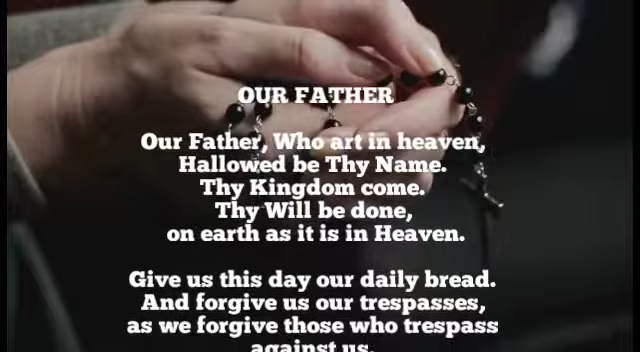 OUR FATHER
Our Father, Who art in heaven,
Hallowed be Thy Name.
Thy Kingdom come.
Thy Will be done,
on earth as it is in Heaven.
Give us this day our daily bread.
And forgive us our trespasses,
as we forgive those who trespass
against us.